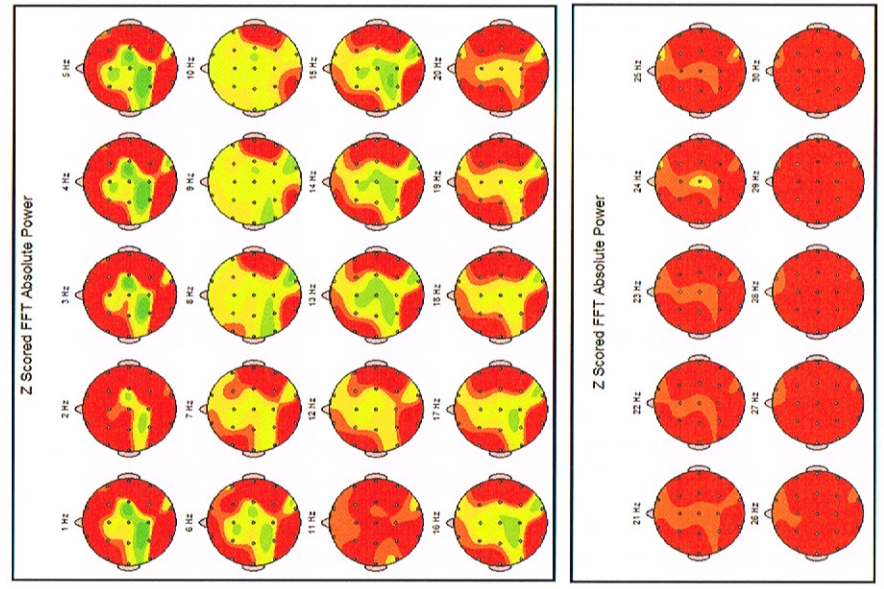 Z Scored FFT Absolute Power
1 Hz 2 Hz 3 Hz 4 Hz 5 Hz
6 Hz 7 Hz 8 Hz 9 Hz 10 Hz
11 Hz 12 Hz 13 Hz 14 Hz 15 Hz
16 Hz 17 Hz 18 Hz 19 Hz 20 Hz
Z Scored FFT Absolute Power
21 Hz 22 Hz 23 Hz 24 Hz 25 Hz
26 Hz 27 Hz 28 Hz 29 Hz 30 Hz